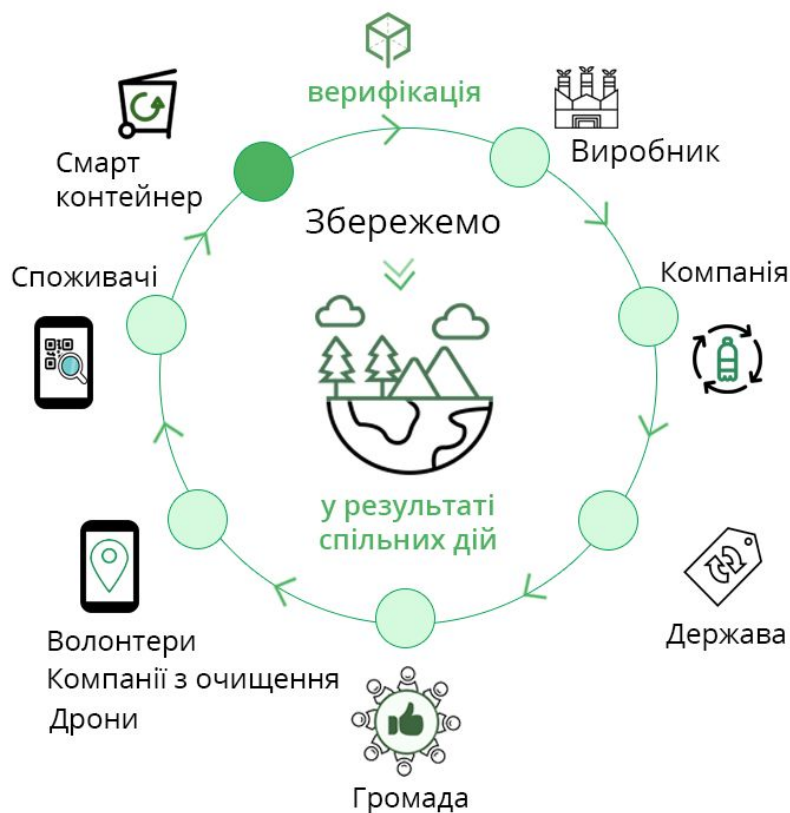 верифікація
Виробник
Смарт
контейнер
Збережемо
Споживачі
Компанія
у результаті
спільних дій
Держава
Волонтери
Компанії з очищення
Дрони
Громада